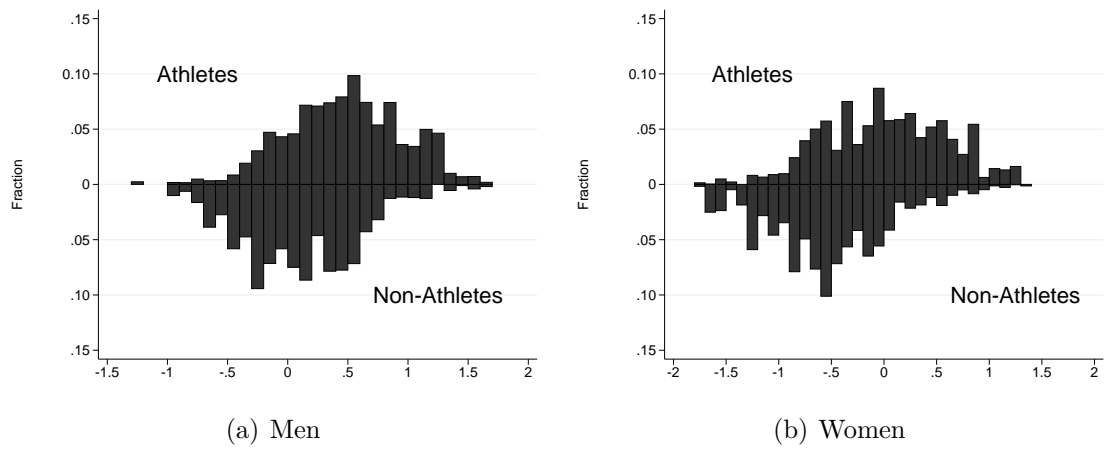 .15
0.10
.05
0
.05
.10
.15
Fraction
Athletes
Non-Athletes
-1.5 -1 -.5 0 .5 1 1.5 2
(a) Men
.15
0.10
.05
0
.05
.10
.15
Fraction
Athletes
Non-Athletes
-2 -1.5 -1 -.5 0 .5 1 1.5 2
(b) Women